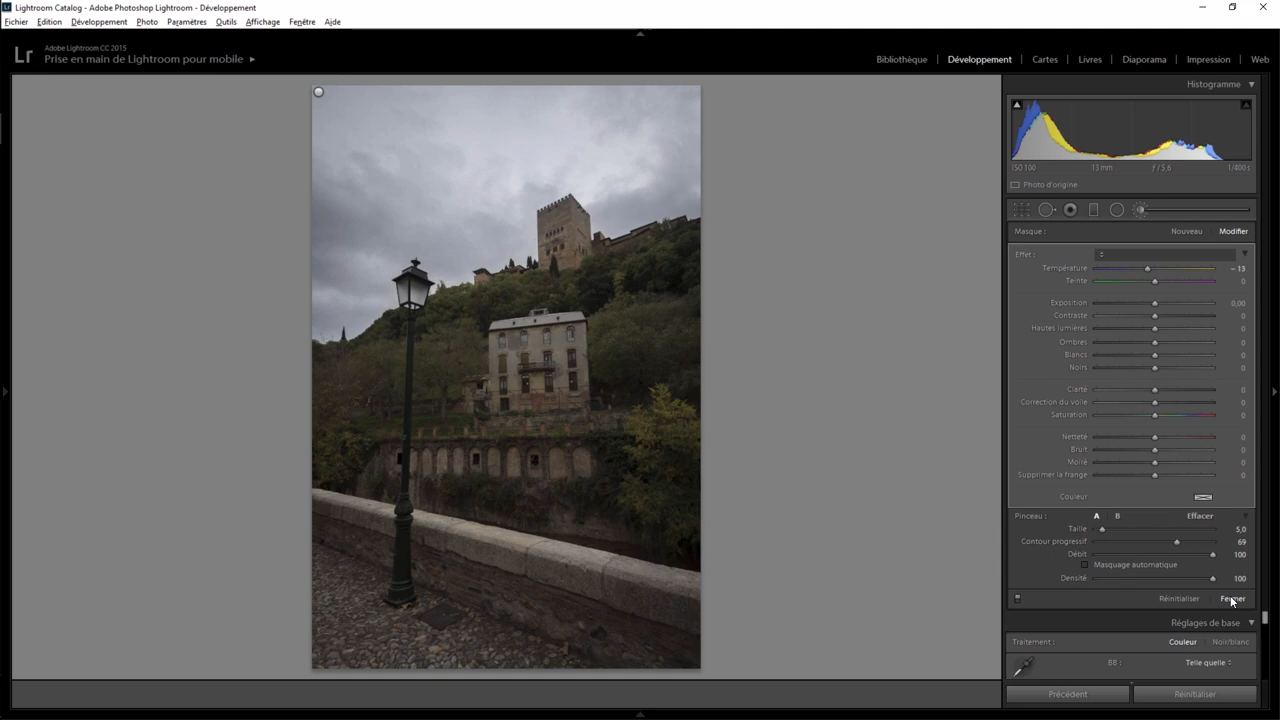 Lightroom Catalog - Adobe Photoshop Lightroom - Développement
Fichier Edition Développement Photo Paramètres Outils Affichage Fenêtre Aide
Lr
Adobe Lightroom CC 2015
Prise en main de Lightroom pour mobile
Bibliothèque | Développement | Cartes | Livres | Diaporama | Impression | Web
Histogramme
ISO 100 13 mm ƒ / 5,6 1/400 s
Photo d'origine
Masque : Nouveau Modifier
Effet :
Température – 13
Teinte 0
Exposition 0,00
Contraste 0
Hautes lumières 0
Ombres 0
Blancs 0
Noirs 0
Clarté 0
Correction du voile 0
Saturation 0
Netteté 0
Bruit 0
Moiré 0
Supprimer la frange 0
Couleur
Pinceau : A B Effacer
Taille 5,0
Contour progressif 69
Débit 100
Masquage automatique
Densité 100
Réinitialiser Fermer
Réglages de base
Traitement : Couleur Noir/blanc
BB : Telle quelle
Précédent Réinitialiser